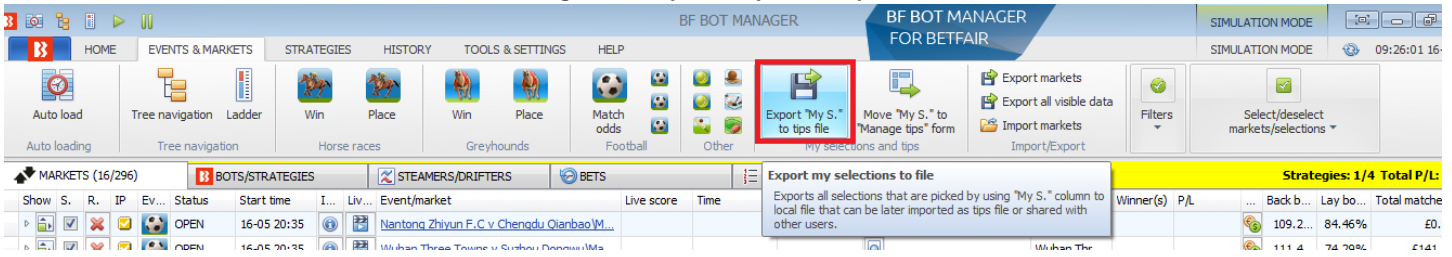 BF BOT MANAGER
BF BOT MANAGER
FOR BETFAIR
SIMULATION MODE
HOME EVENTS & MARKETS STRATEGIES HISTORY TOOLS & SETTINGS HELP
SIMULATION MODE 09:26:01 16-
Auto load
Tree navigation
Ladder
Win
Place
Win
Place
Match
odds
Export "My S."
to tips file
Move "My S." to
"Manage tips" form
Export markets
Export all visible data
Import markets
Filters
Select/deselect
markets/selections
Auto loading Tree navigation Horse races Greyhounds Football Other My selections and tips Import/Export
MARKETS (16/296) BOTS/STRATEGIES STEAMERS/DRIFTERS BETS
Strategies: 1/4 Total P/L:
Export my selections to file
Exports all selections that are picked by using "My S." column to
local file that can be later imported as tips file or shared with
other users.
Show S. R. IP Ev... Status Start time I... Liv... Event/market Live score Time Winner(s) P/L ... Back b... Lay bo... Total matche
OPEN 16-05 20:35 Nantong Zhiyun F.C v Chengdu Qianbao\M... 109.2... 84.46% £0.
OPEN 16-05 20:35 Wuhan Three Towns v Suzhou Dongwu\Ma... Wuhan Thr... 111.4... 74.29% £141.